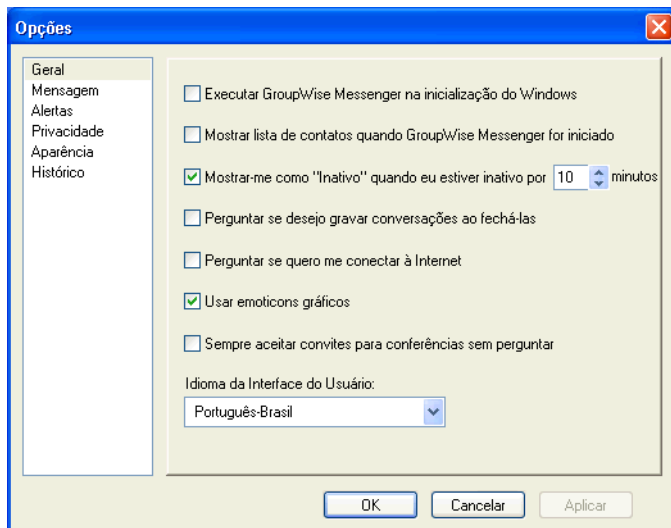 Opções
Geral
Mensagem
Alertas
Privacidade
Aparência
Histórico
Executar GroupWise Messenger na inicialização do Windows
Mostrar lista de contatos quando GroupWise Messenger for iniciado
Mostrar-me como "Inativo" quando eu estiver inativo por 10 minutos
Perguntar se desejo gravar conversações ao fechá-las
Perguntar se quero me conectar à Internet
Usar emoticons gráficos
Sempre aceitar convites para conferências sem perguntar
Idioma da Interface do Usuário:
Português-Brasil
OK Cancelar Aplicar